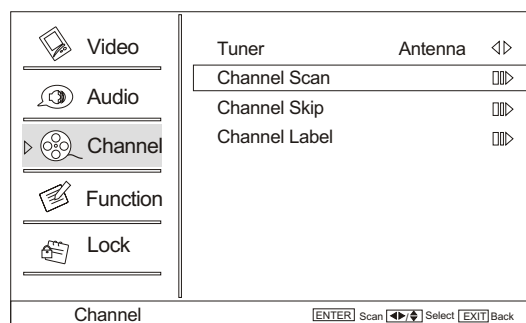 Video
Audio
Channel
Function
Lock
Tuner Antenna
Channel Scan
Channel Skip
Channel Label
Channel
ENTER Scan / Select EXIT Back